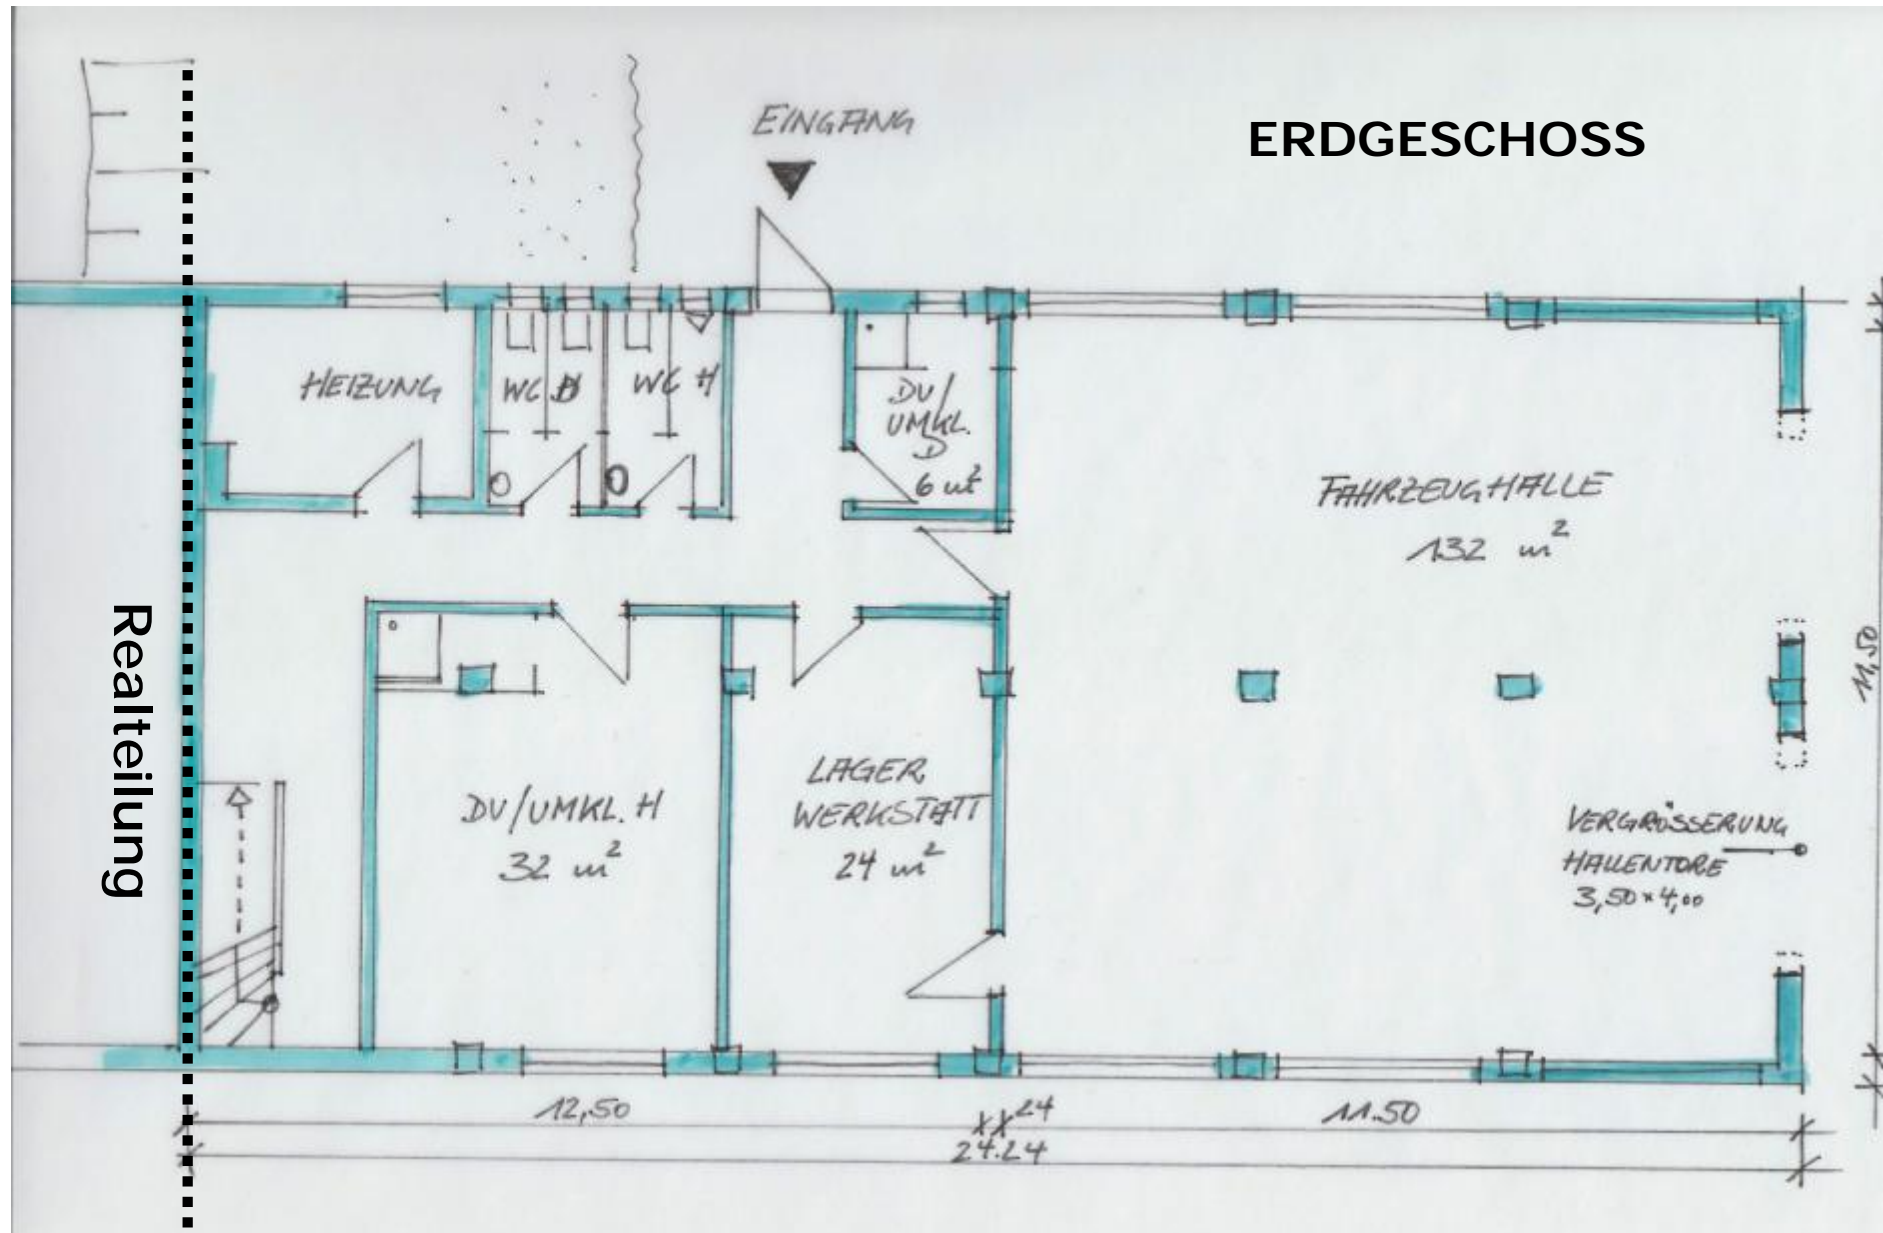 EINGANG
ERDGESCHOSS
HEIZUNG
WC D
WC H
DU/
UMKL.
D
6 m²
FAHRZEUGHALLE
132 m²
Realteilung
DU/UMKL. H
32 m²
LAGER
WERKSTATT
24 m²
VERGRÖSSERUNG
HALLENTORE
3,50 x 4,00
11,50
12,50
24
11.50
24.24